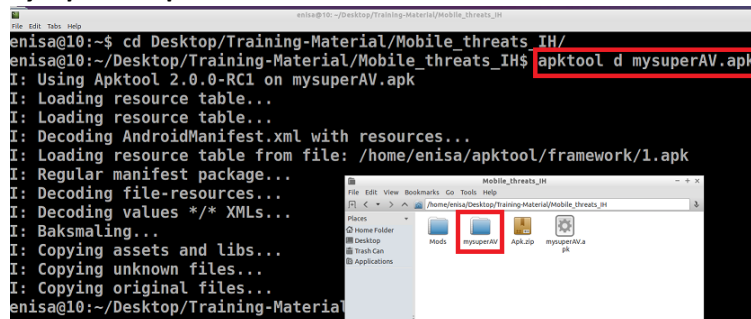 enisa@10: ~/Desktop/Training-Material/Mobile_threats_IH
File Edit Tabs Help
enisa@10:~$ cd Desktop/Training-Material/Mobile_threats_IH/
enisa@10:~/Desktop/Training-Material/Mobile_threats_IH$ apktool d mysuperAV.apk
I: Using Apktool 2.0.0-RC1 on mysuperAV.apk
I: Loading resource table...
I: Loading resource table...
I: Decoding AndroidManifest.xml with resources...
I: Loading resource table from file: /home/enisa/apktool/framework/1.apk
I: Regular manifest package...
I: Decoding file-resources...
I: Decoding values */* XMLs...
I: Baksmaling...
I: Copying assets and libs...
I: Copying unknown files...
I: Copying original files...
enisa@10:~/Desktop/Training-Material
Mobile_threats_IH
File Edit View Bookmarks Go Tools Help
/home/enisa/Desktop/Training-Material/Mobile_threats_IH
Places
Home Folder
Desktop
Trash Can
Applications
Mods
mysuperAV
Apk.zip
mysuperAV.a
pk